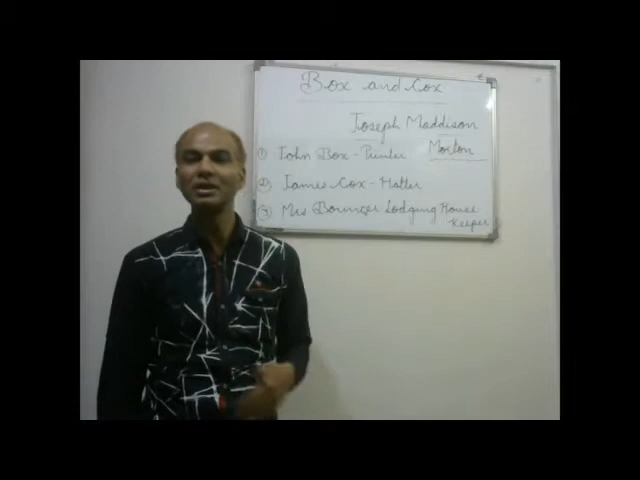 Box and Cox
Joseph Maddison
Morton
① John Box - Printer
② James Cox - Hatter
③ Mrs Bouncer Lodging House
Keeper